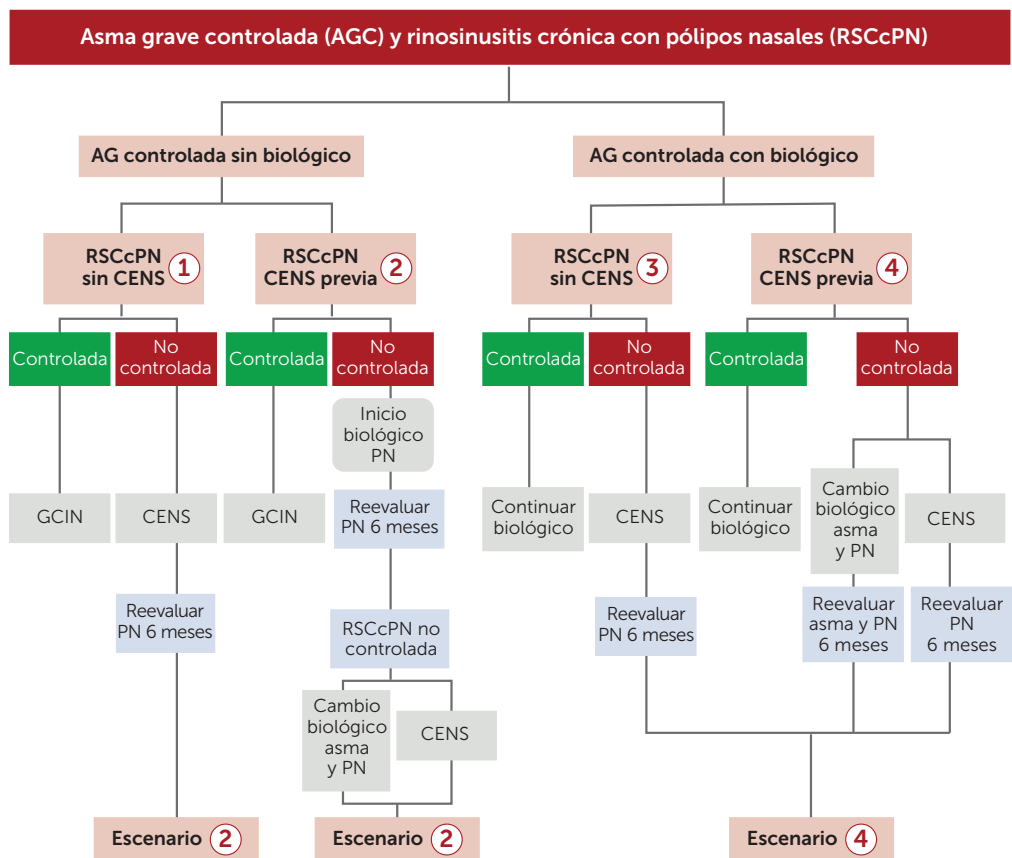 Asma grave controlada (AGC) y rinosinusitis crónica con pólipos nasales (RSCcPN)
AG controlada sin biológico
AG controlada con biológico
RSCcPN
sin CENS
1
RSCcPN
CENS previa
2
RSCcPN
sin CENS
3
RSCcPN
CENS previa
4
Controlada
No
controlada
Controlada
No
controlada
Controlada
No
controlada
Controlada
No
controlada
Inicio
biológico
PN
GCIN
CENS
GCIN
Reevaluar
PN 6 meses
Continuar
biológico
CENS
Continuar
biológico
Cambio
biológico
asma
y PN
CENS
Reevaluar
PN 6 meses
RSCcPN no
controlada
Reevaluar
PN 6 meses
Reevaluar
asma y PN
6 meses
Reevaluar
PN
6 meses
Cambio
biológico
asma
y PN
CENS
Escenario 2
Escenario 2
Escenario 4